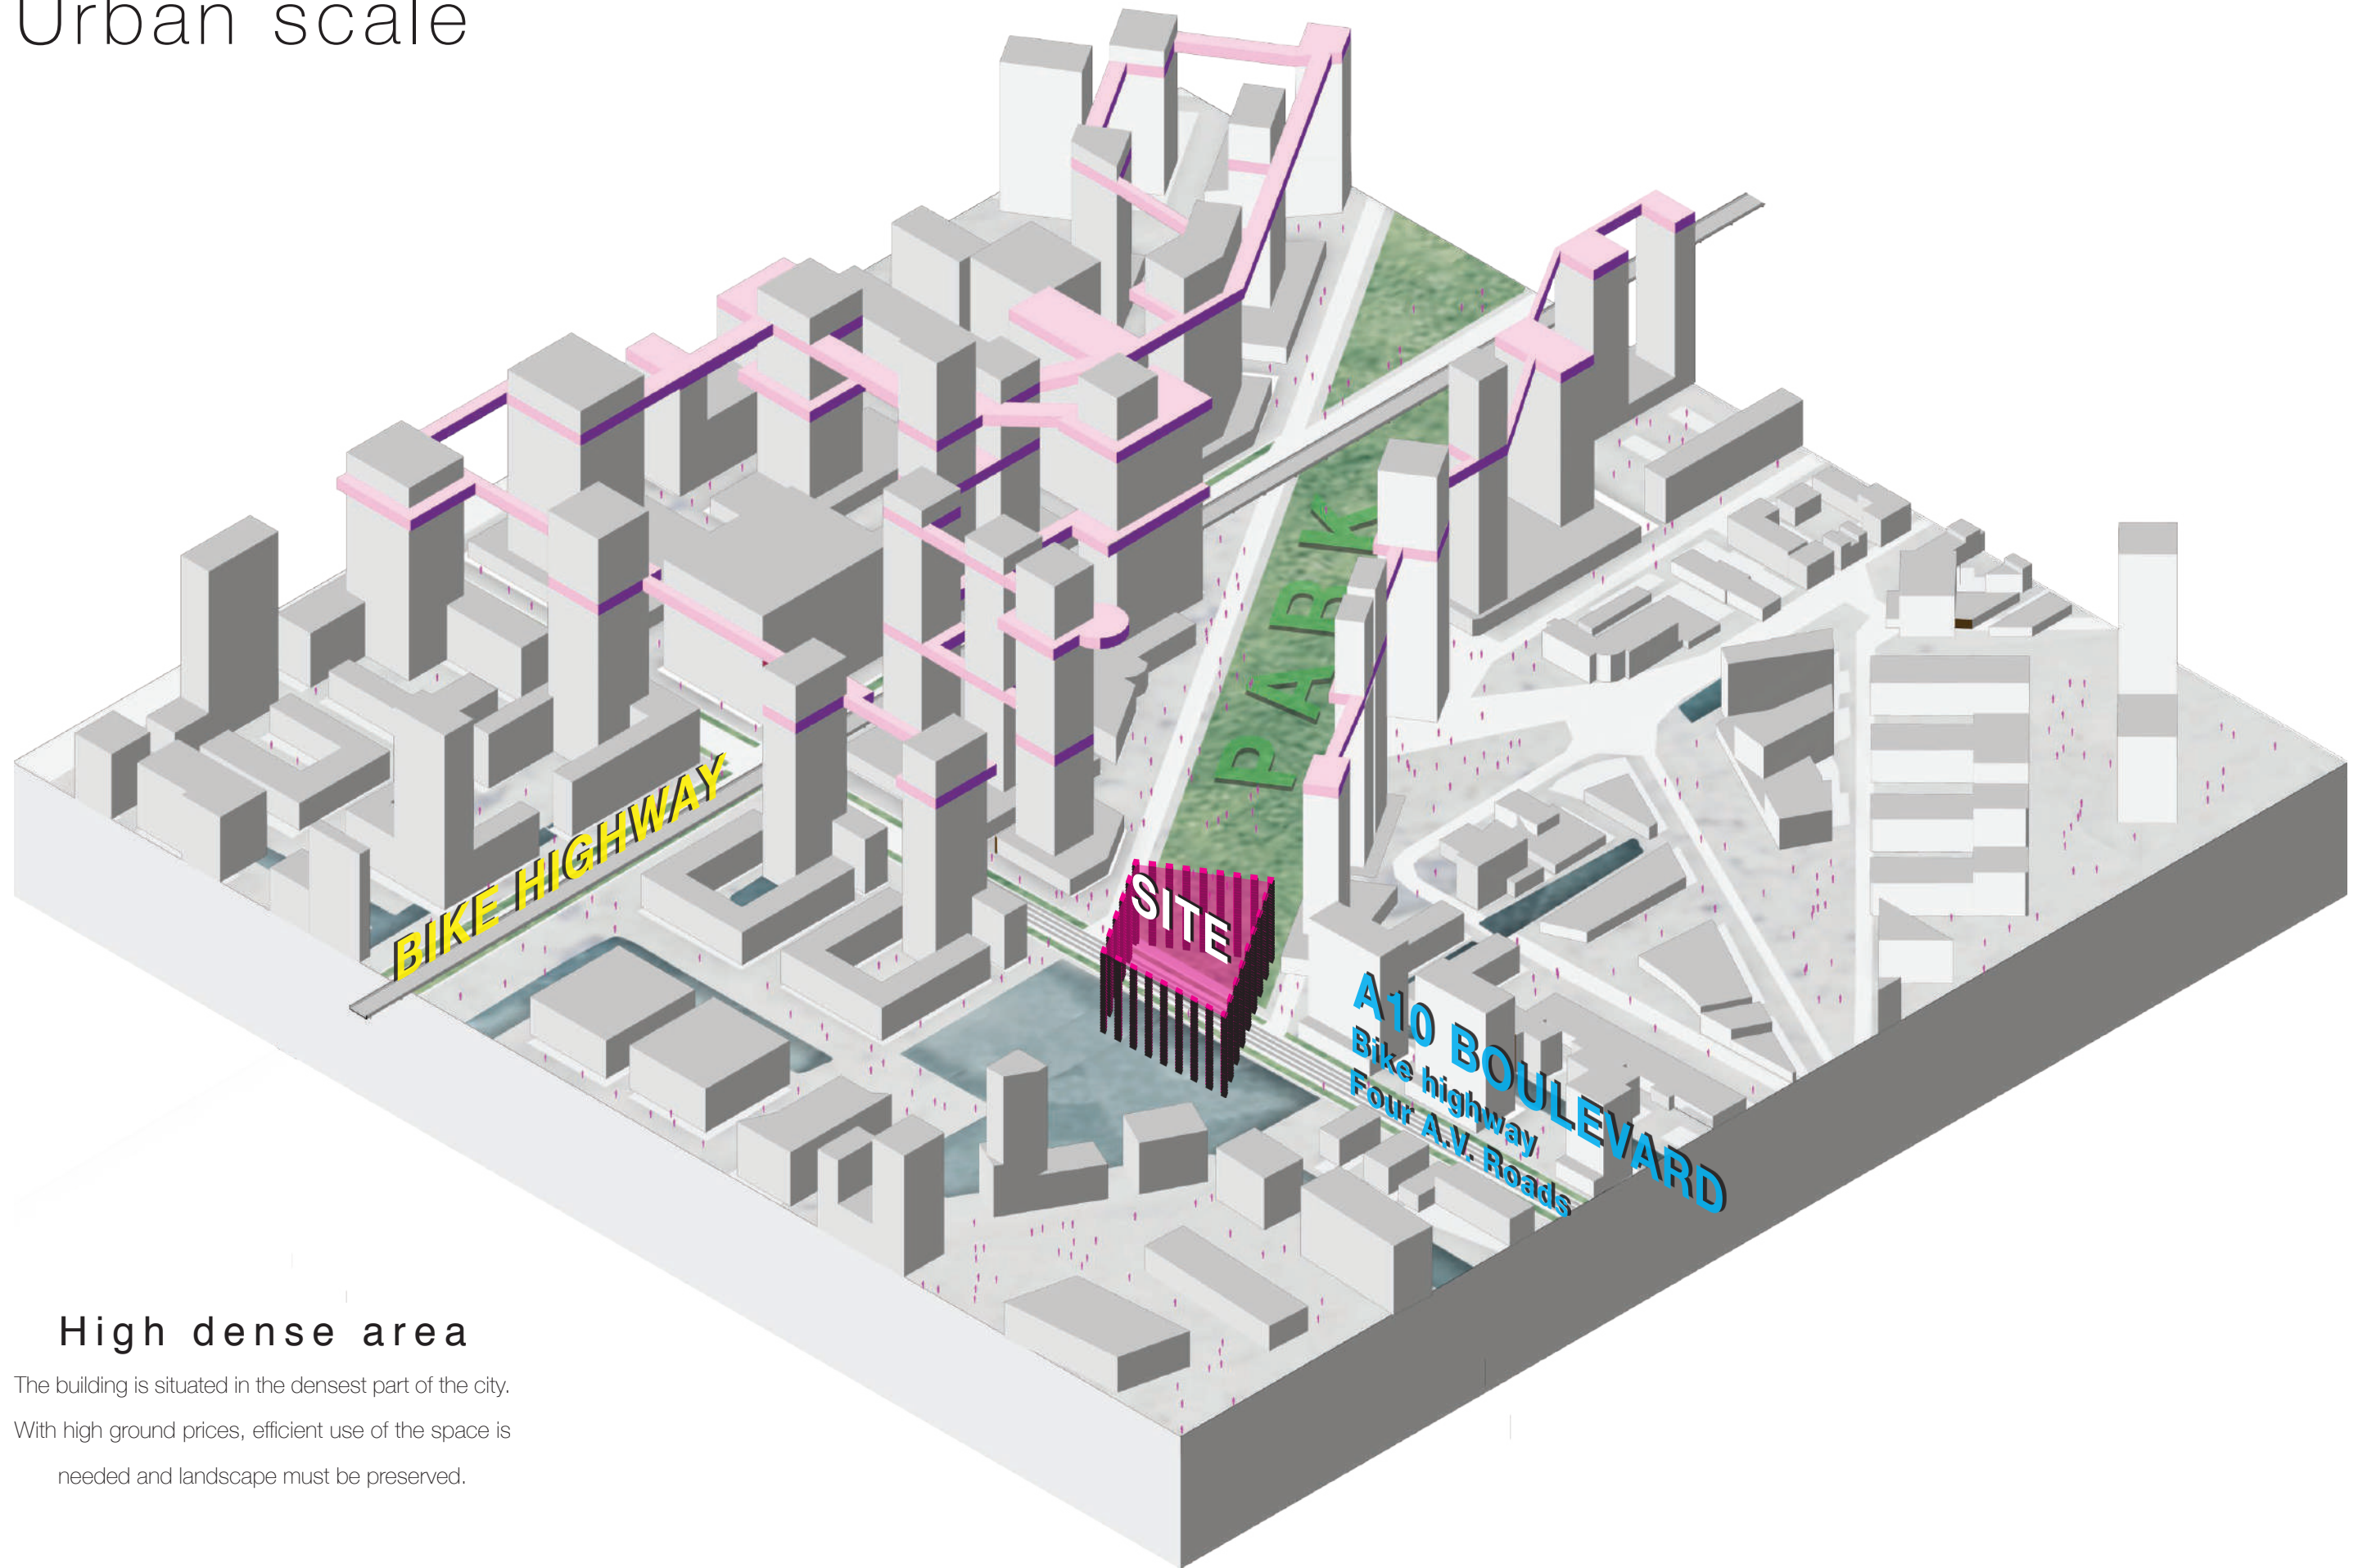 Urban scale
PARK
BIKE HIGHWAY
SITE
A10 BOULEVARD
Bike highway
Four A.V. Roads
High dense area
The building is situated in the densest part of the city.
With high ground prices, efficient use of the space is
needed and landscape must be preserved.